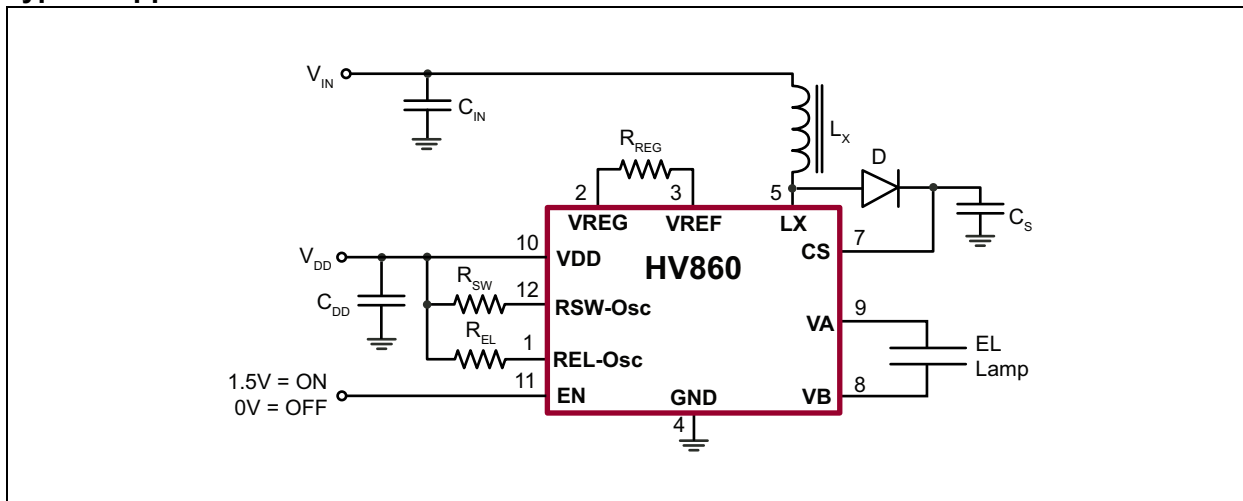 V_IN
C_IN
R_REG
L_X
D
2
3
5
VREG
VREF
LX
C_S
7
CS
HV860
V_DD
10
VDD
C_DD
R_SW
12
RSW-Osc
R_EL
1
REL-Osc
VA
9
EL
Lamp
1.5V = ON
0V = OFF
11
EN
GND
4
VB
8